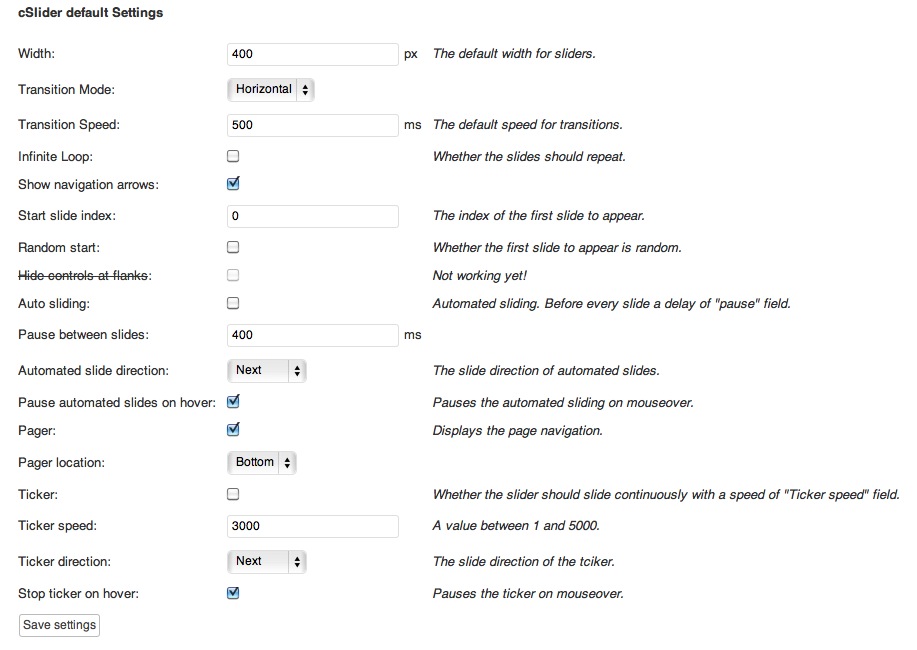 cSlider default Settings
Width: 400 px The default width for sliders.
Transition Mode: Horizontal
Transition Speed: 500 ms The default speed for transitions.
Infinite Loop: Whether the slides should repeat.
Show navigation arrows:
Start slide index: 0 The index of the first slide to appear.
Random start: Whether the first slide to appear is random.
Hide controls at flanks: Not working yet!
Auto sliding: Automated sliding. Before every slide a delay of "pause" field.
Pause between slides: 400 ms
Automated slide direction: Next The slide direction of automated slides.
Pause automated slides on hover: Pauses the automated sliding on mouseover.
Pager: Displays the page navigation.
Pager location: Bottom
Ticker: Whether the slider should slide continuously with a speed of "Ticker speed" field.
Ticker speed: 3000 A value between 1 and 5000.
Ticker direction: Next The slide direction of the tciker.
Stop ticker on hover: Pauses the ticker on mouseover.
Save settings